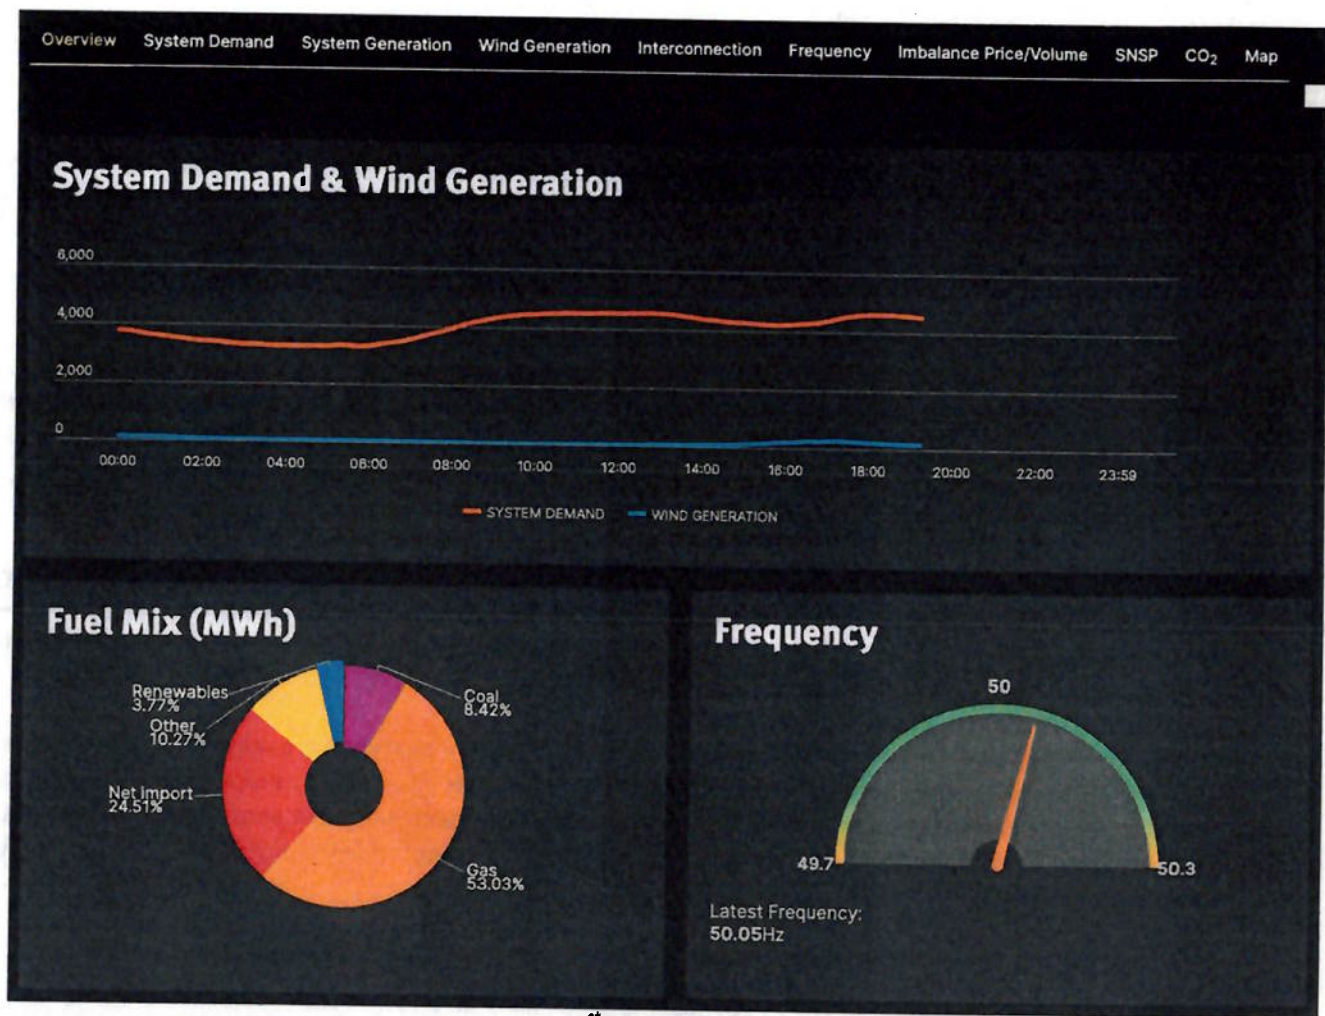 Overview System Demand System Generation Wind Generation Interconnection Frequency Imbalance Price/Volume SNSP CO₂ Map
System Demand & Wind Generation
6,000
4,000
2,000
0
00:00 02:00 04:00 06:00 08:00 10:00 12:00 14:00 16:00 18:00 20:00 22:00 23:59
SYSTEM DEMAND WIND GENERATION
Fuel Mix (MWh)
Renewables
3.77%
Other
10.27%
Net Import
24.51%
Coal
8.42%
Gas
53.03%
Frequency
50
49.7
50.3
Latest Frequency:
50.05Hz
st